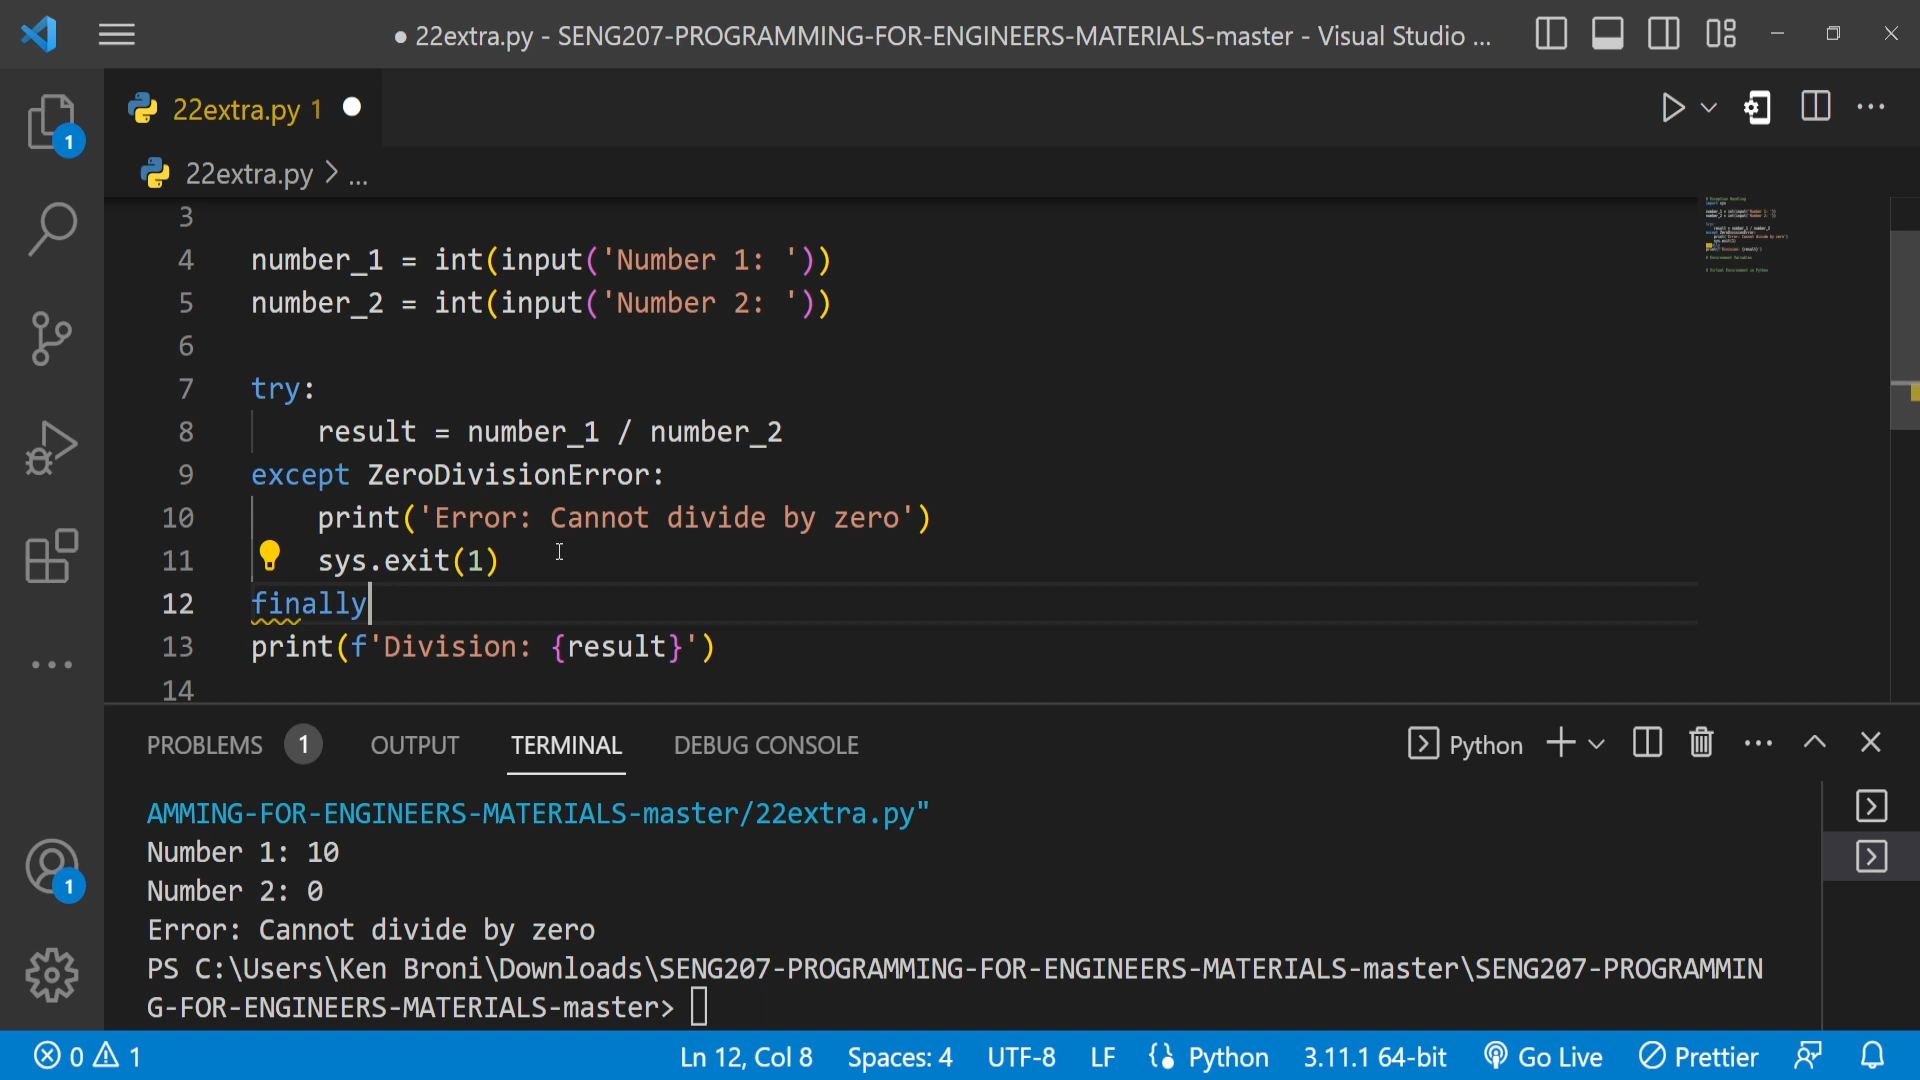 ● 22extra.py - SENG207-PROGRAMMING-FOR-ENGINEERS-MATERIALS-master - Visual Studio ...
22extra.py 1
22extra.py > ...
1
3
4 number_1 = int(input('Number 1: '))
5 number_2 = int(input('Number 2: '))
6
7 try:
8 result = number_1 / number_2
9 except ZeroDivisionError:
10 print('Error: Cannot divide by zero')
11 sys.exit(1)
12 finally
13 print(f'Division: {result}')
14
PROBLEMS 1 OUTPUT TERMINAL DEBUG CONSOLE Python
AMMING-FOR-ENGINEERS-MATERIALS-master/22extra.py"
Number 1: 10
Number 2: 0
Error: Cannot divide by zero
PS C:\Users\Ken Broni\Downloads\SENG207-PROGRAMMING-FOR-ENGINEERS-MATERIALS-master\SENG207-PROGRAMMIN
G-FOR-ENGINEERS-MATERIALS-master>
1
0 1 Ln 12, Col 8 Spaces: 4 UTF-8 LF Python 3.11.1 64-bit Go Live Prettier